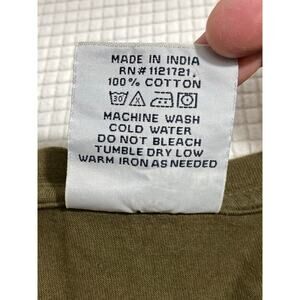 MADE IN INDIA
RN# 1121721
100% COTTON
30
MACHINE WASH
COLD WATER
DO NOT BLEACH
TUMBLE DRY LOW
WARM IRON AS NEEDED